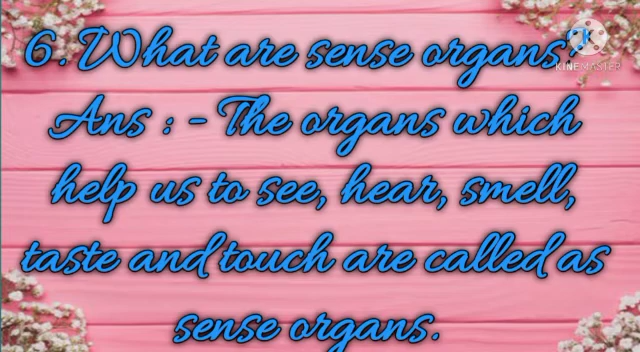 6. What are sense organs?
KINEMASTER
Ans : - The organs which
help us to see, hear, smell,
taste and touch are called as
sense organs.